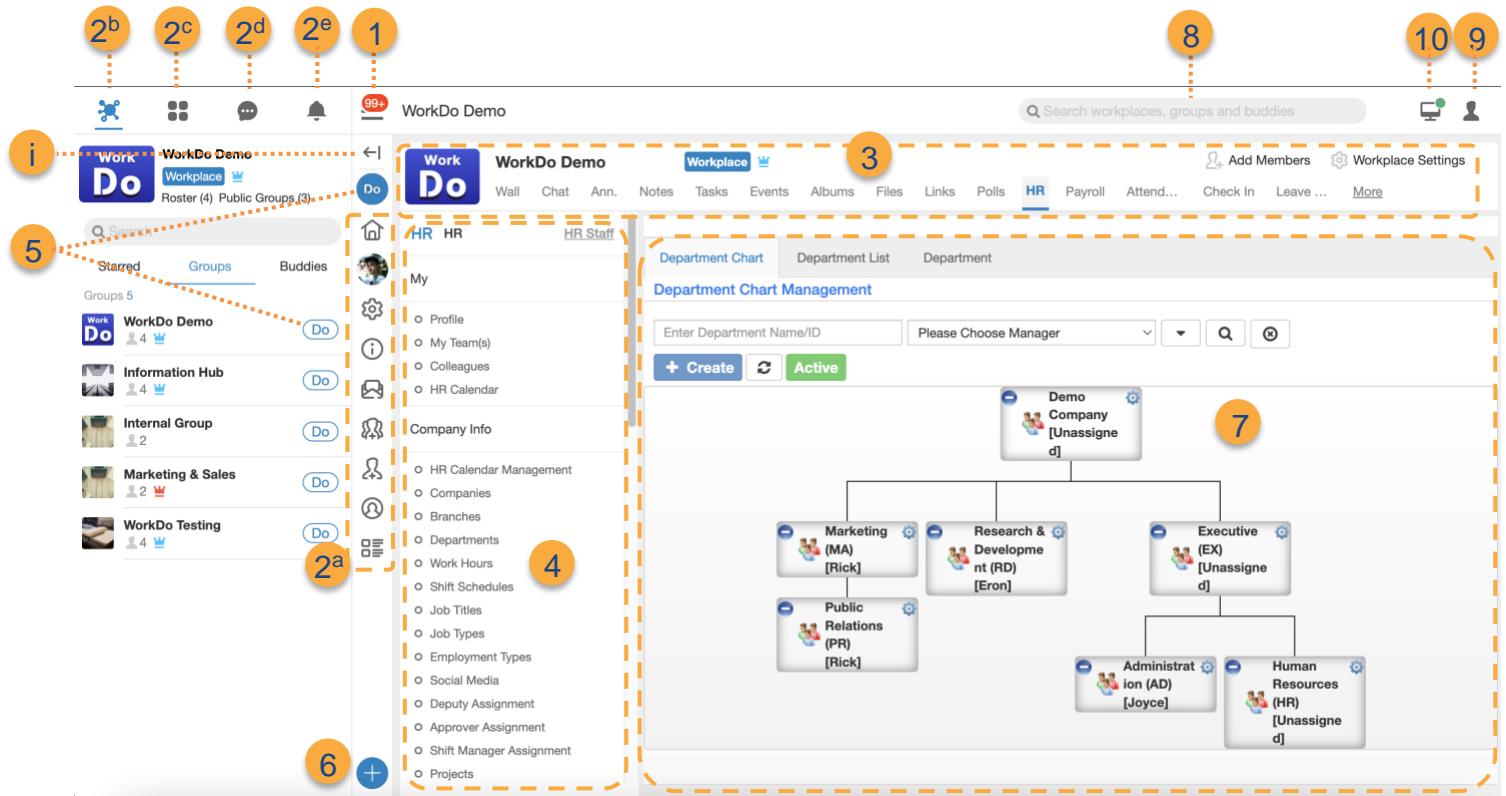 2b 2c 2d 2e 1 8 10 9
99+ WorkDo Demo Search workplaces, groups and buddies
i
Work Do
WorkDo Demo
Workplace
Roster (4) Public Groups (3)
Search
Starred Groups Buddies
Groups 5
Work Do WorkDo Demo Do
4
Information Hub Do
4
Internal Group Do
2
Marketing & Sales Do
2
WorkDo Testing Do
4
5
Do
2a
6
Work Do
WorkDo Demo Workplace 3 Add Members Workplace Settings
Wall Chat Ann. Notes Tasks Events Albums Files Links Polls HR Payroll Attend... Check In Leave ... More
HR HR HR Staff
My
Profile
My Team(s)
Colleagues
HR Calendar
Company Info
HR Calendar Management
Companies
Branches
Departments
Work Hours
Shift Schedules
Job Titles
Job Types
Employment Types
Social Media
Deputy Assignment
Approver Assignment
Shift Manager Assignment
Projects
4
Department Chart Department List Department
Department Chart Management
Enter Department Name/ID Please Choose Manager
Create Active
7
Demo
Company
[Unassigne
d]
Marketing
(MA)
[Rick]
Research &
Developme
nt (RD)
[Eron]
Executive
(EX)
[Unassigne
d]
Public
Relations
(PR)
[Rick]
Administrat
ion (AD)
[Joyce]
Human
Resources
(HR)
[Unassigne
d]